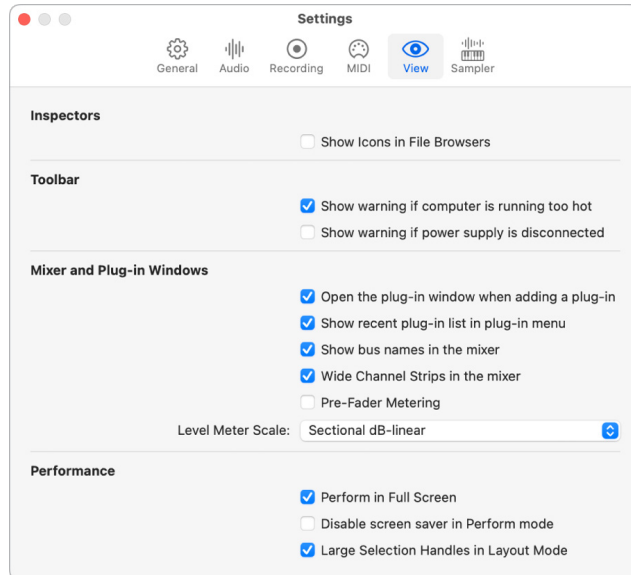 Settings
General
Audio
Recording
MIDI
View
Sampler
Inspectors
Show Icons in File Browsers
Toolbar
Show warning if computer is running too hot
Show warning if power supply is disconnected
Mixer and Plug-in Windows
Open the plug-in window when adding a plug-in
Show recent plug-in list in plug-in menu
Show bus names in the mixer
Wide Channel Strips in the mixer
Pre-Fader Metering
Level Meter Scale: Sectional dB-linear
Performance
Perform in Full Screen
Disable screen saver in Perform mode
Large Selection Handles in Layout Mode